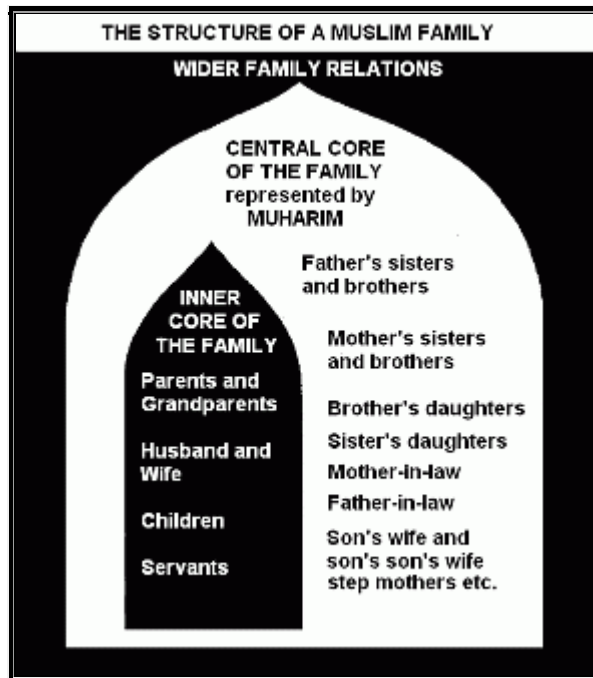 THE STRUCTURE OF A MUSLIM FAMILY
WIDER FAMILY RELATIONS
CENTRAL CORE
OF THE FAMILY
represented by
MUHARIM
INNER
CORE OF
THE FAMILY
Parents and
Grandparents
Husband and
Wife
Children
Servants
Father's sisters
and brothers
Mother's sisters
and brothers
Brother's daughters
Sister's daughters
Mother-in-law
Father-in-law
Son's wife and
son's son's wife
step mothers etc.